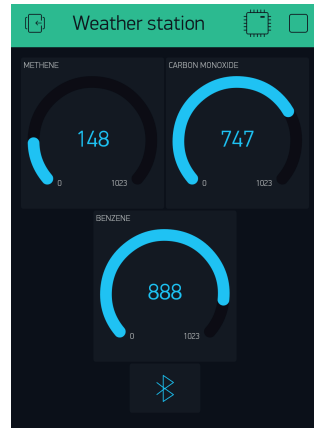 Weather station
METHENE
CARBON MONOXIDE
148
747
0
1023
0
1023
BENZENE
888
0
1023